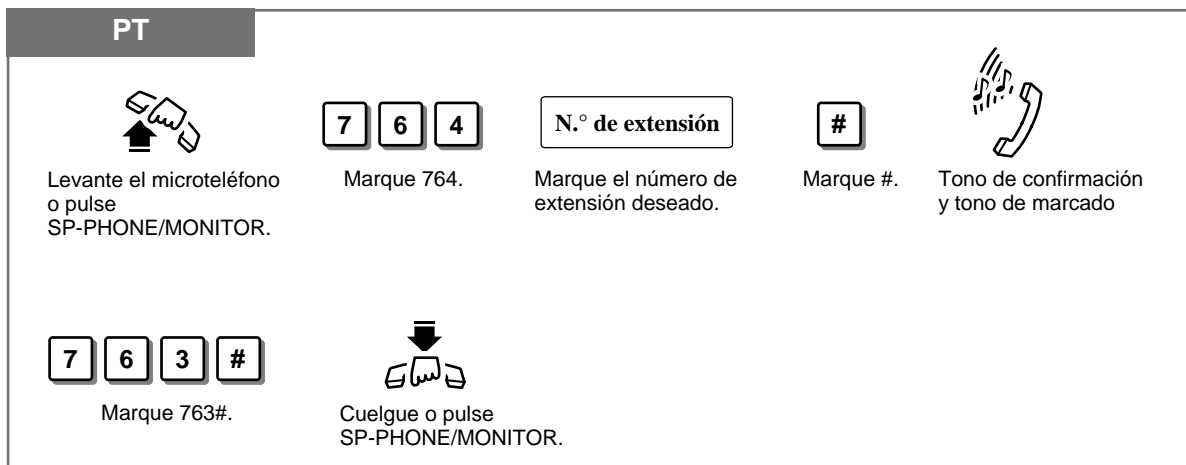 PT
7 6 4
N.° de extensión
#
Levante el microteléfono
o pulse
SP-PHONE/MONITOR.
Marque 764.
Marque el número de
extensión deseado.
Marque #.
Tono de confirmación
y tono de marcado
7 6 3 #
Marque 763#.
Cuelgue o pulse
SP-PHONE/MONITOR.